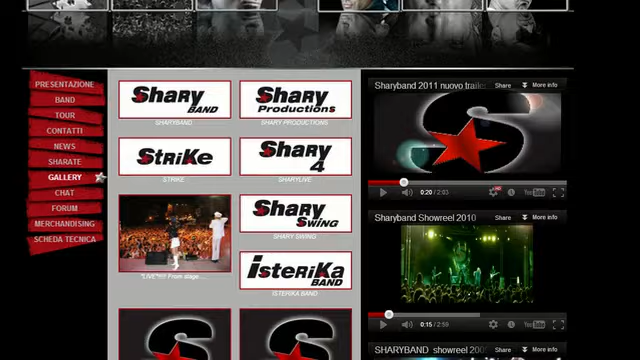 PRESENTAZIONE
BAND
TOUR
CONTATTI
NEWS
SHARATE
GALLERY
CHAT
FORUM
MERCHANDISING
SCHEDA TECNICA
Shary BAND
SHARYBAND
Shary Productions
SHARY PRODUCTIONS
StriKe
STRIKE
Shary 4
SHARYLIVE
"LIVE"!!!! From stage....
Shary Swing
SHARY SWING
isteriKa BAND
ISTERIKA BAND
Sharyband 2011 nuovo trailer
Share
More info
0:20 / 2:03
YouTube
Sharyband Showreel 2010
Share
More info
0:15 / 2:59
YouTube
SHARYBAND showreel 200
Share
More info